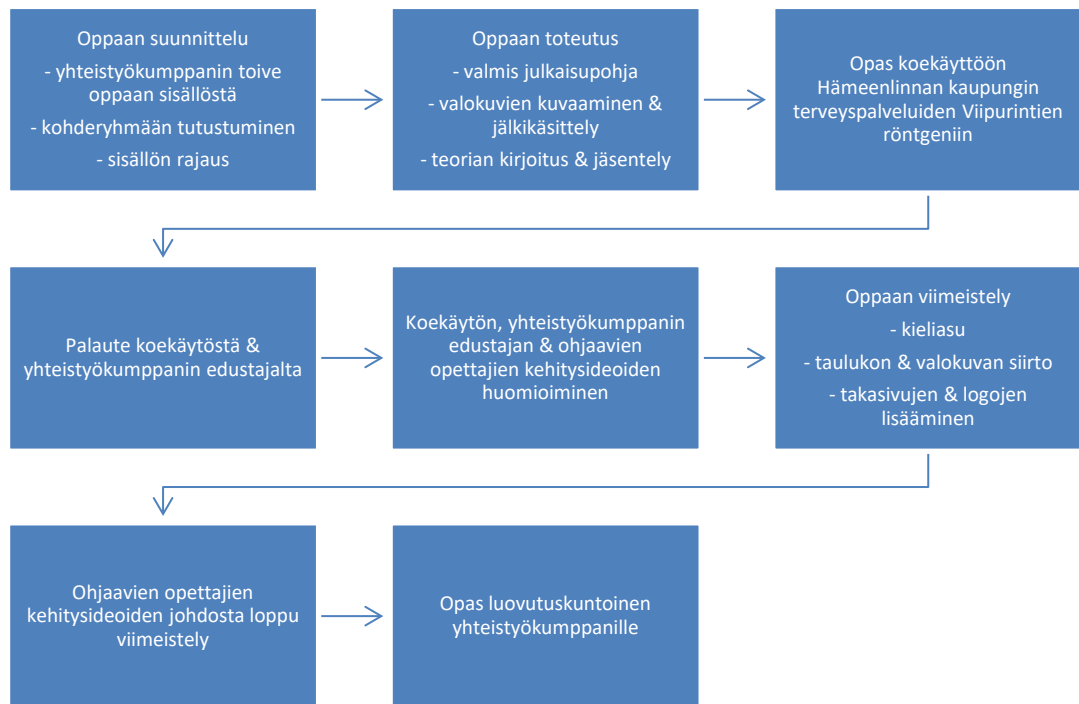 Oppaan suunnittelu
- yhteistyökumppanin toive
oppaan sisällöstä
- kohderyhmään tutustuminen
- sisällön rajaus
Oppaan toteutus
- valmis julkaisupohja
- valokuvien kuvaaminen &
jälkikäsittely
- teorian kirjoitus & jäsentely
Opas koekäyttöön
Hämeenlinnan kaupungin
terveyspalveluiden Viipurintien
röntgeniin
Palaute koekäytöstä &
yhteistyökumppanin edustajalta
Koekäytön, yhteistyökumppanin
edustajan & ohjaavien
opettajien kehitysideoiden
huomioiminen
Oppaan viimeistely
- kieliasu
- taulukon & valokuvan siirto
- takasivujen & logojen
lisääminen
Ohjaavien opettajien
kehitysideoiden johdosta loppu
viimeistely
Opas luovutuskuntoinen
yhteistyökumppanille